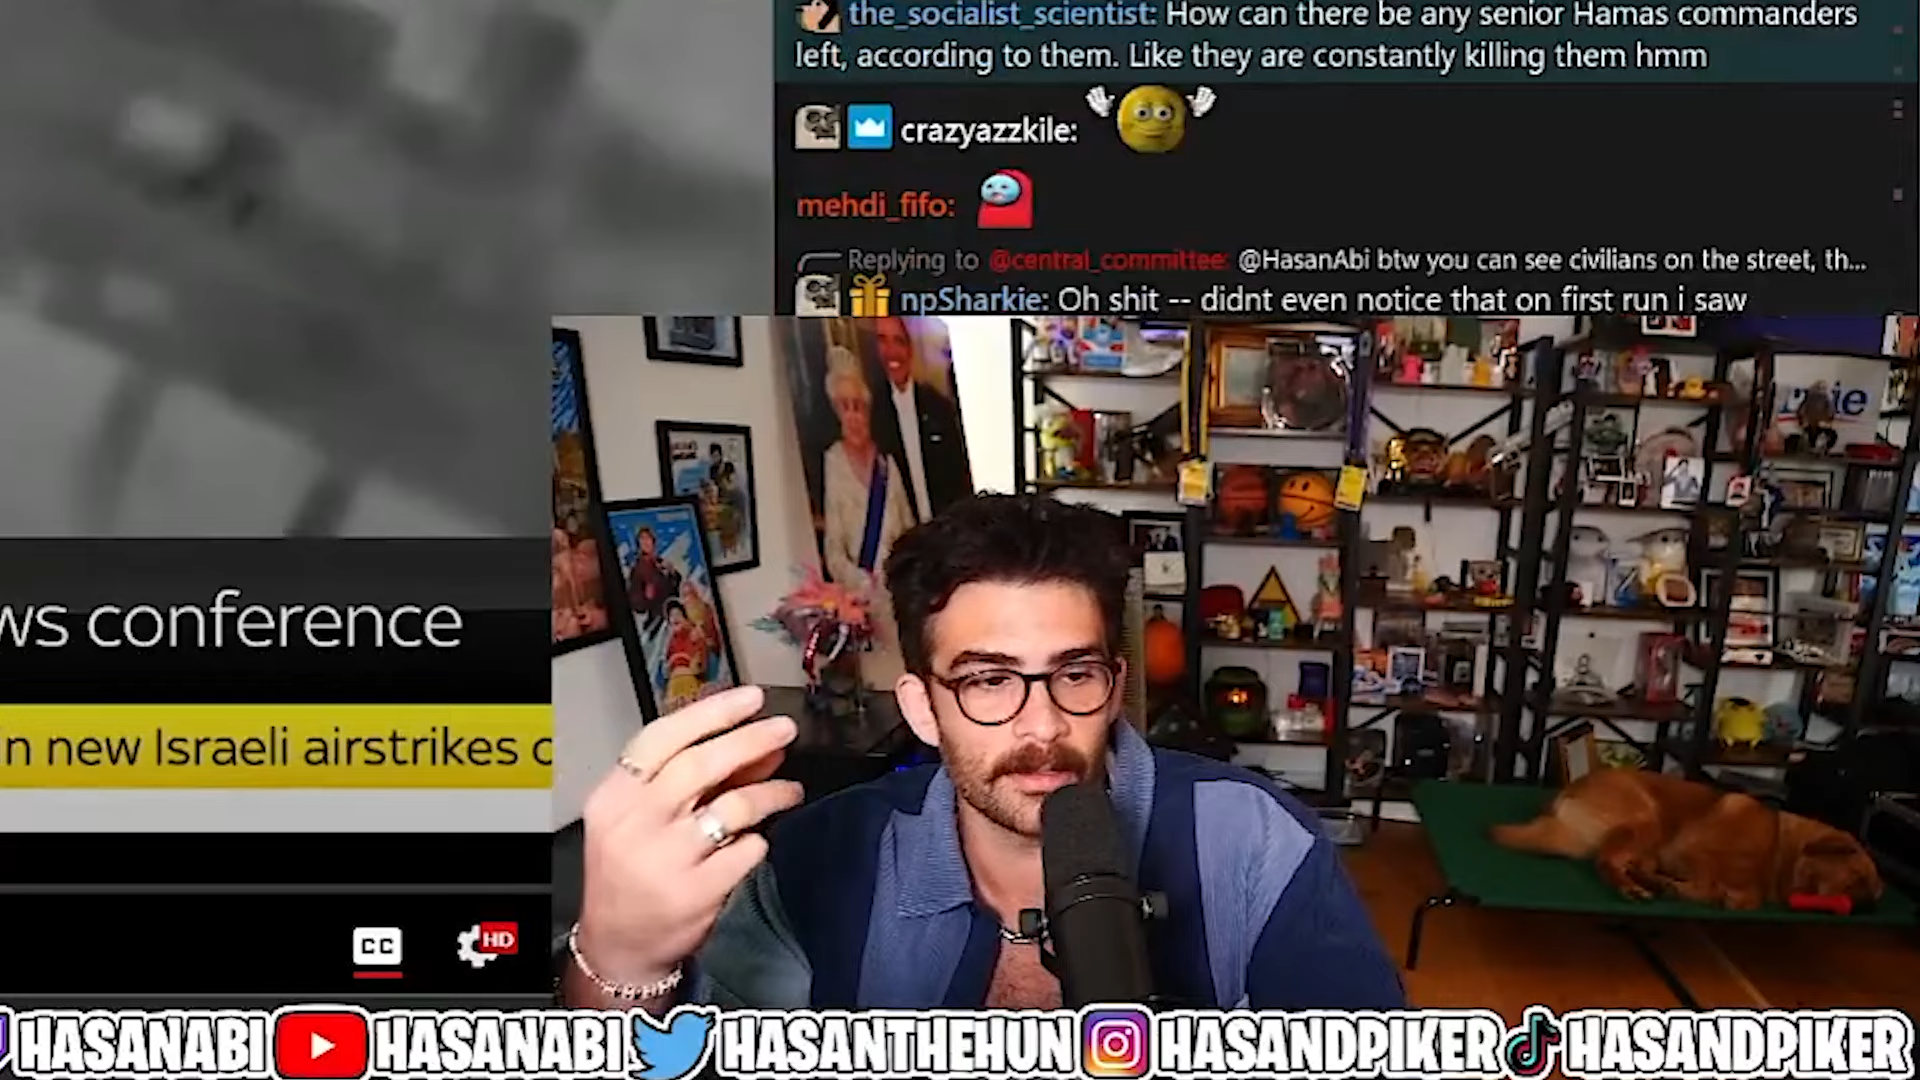 the_socialist_scientist: How can there be any senior Hamas commanders
left, according to them. Like they are constantly killing them hmm
crazyazzkile:
mehdi_fifo:
Replying to @central_committee: @HasanAbi btw you can see civilians on the street, th...
npSharkie: Oh shit -- didnt even notice that on first run i saw
ws conference
in new Israeli airstrikes
CC
HD
HASANABI HASANABI HASANTHEHUN HASANDPIKER HASANDPIKER